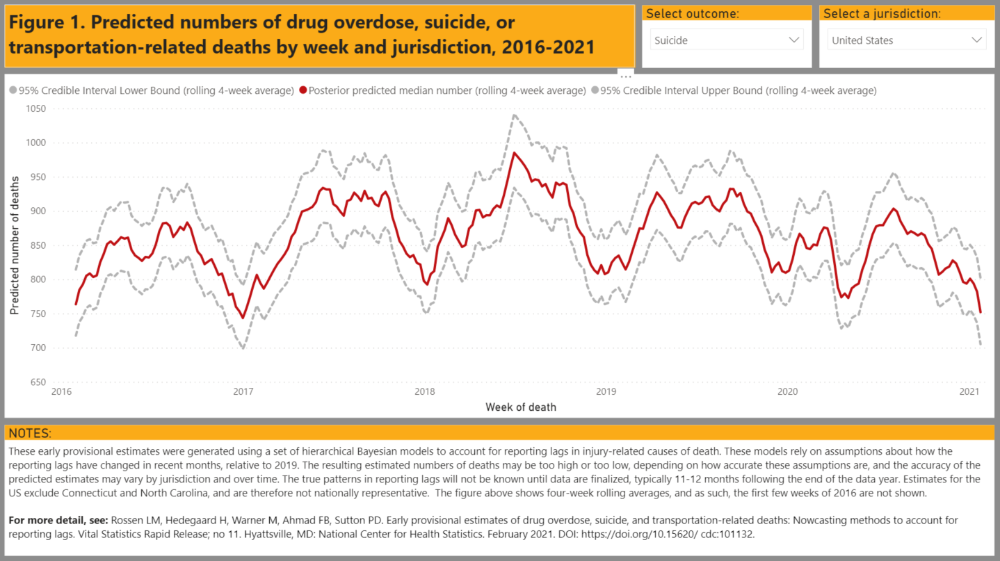 Figure 1. Predicted numbers of drug overdose, suicide, or
transportation-related deaths by week and jurisdiction, 2016-2021
Select outcome:
Suicide
Select a jurisdiction:
United States
...
95% Credible Interval Lower Bound (rolling 4-week average)
Posterior predicted median number (rolling 4-week average)
95% Credible Interval Upper Bound (rolling 4-week average)
Predicted number of deaths
1050
1000
950
900
850
800
750
700
650
2016
2017
2018
2019
2020
2021
Week of death
NOTES:
These early provisional estimates were generated using a set of hierarchical Bayesian models to account for reporting lags in injury-related causes of death. These models rely on assumptions about how the
reporting lags have changed in recent months, relative to 2019. The resulting estimated numbers of deaths may be too high or too low, depending on how accurate these assumptions are, and the accuracy of the
predicted estimates may vary by jurisdiction and over time. The true patterns in reporting lags will not be known until data are finalized, typically 11-12 months following the end of the data year. Estimates for the
US exclude Connecticut and North Carolina, and are therefore not nationally representative. The figure above shows four-week rolling averages, and as such, the first few weeks of 2016 are not shown.
For more detail, see: Rossen LM, Hedegaard H, Warner M, Ahmad FB, Sutton PD. Early provisional estimates of drug overdose, suicide, and transportation-related deaths: Nowcasting methods to account for
reporting lags. Vital Statistics Rapid Release; no 11. Hyattsville, MD: National Center for Health Statistics. February 2021. DOI: https://doi.org/10.15620/ cdc:101132.